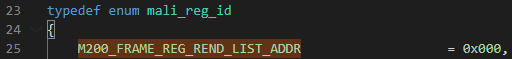 23 typedef enum mali_reg_id
24 {
25 M200_FRAME_REG_REND_LIST_ADDR = 0x000,